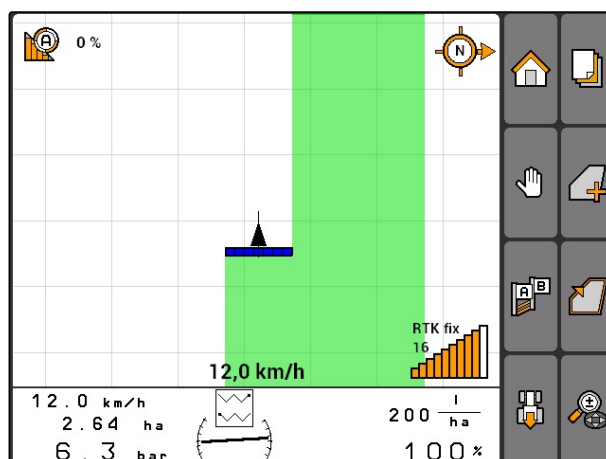 A 0 %
N
A B
RTK fix
16
12,0 km/h
12.0 km/h
2.64 ha
6.3 bar
200 l/ha
100 %